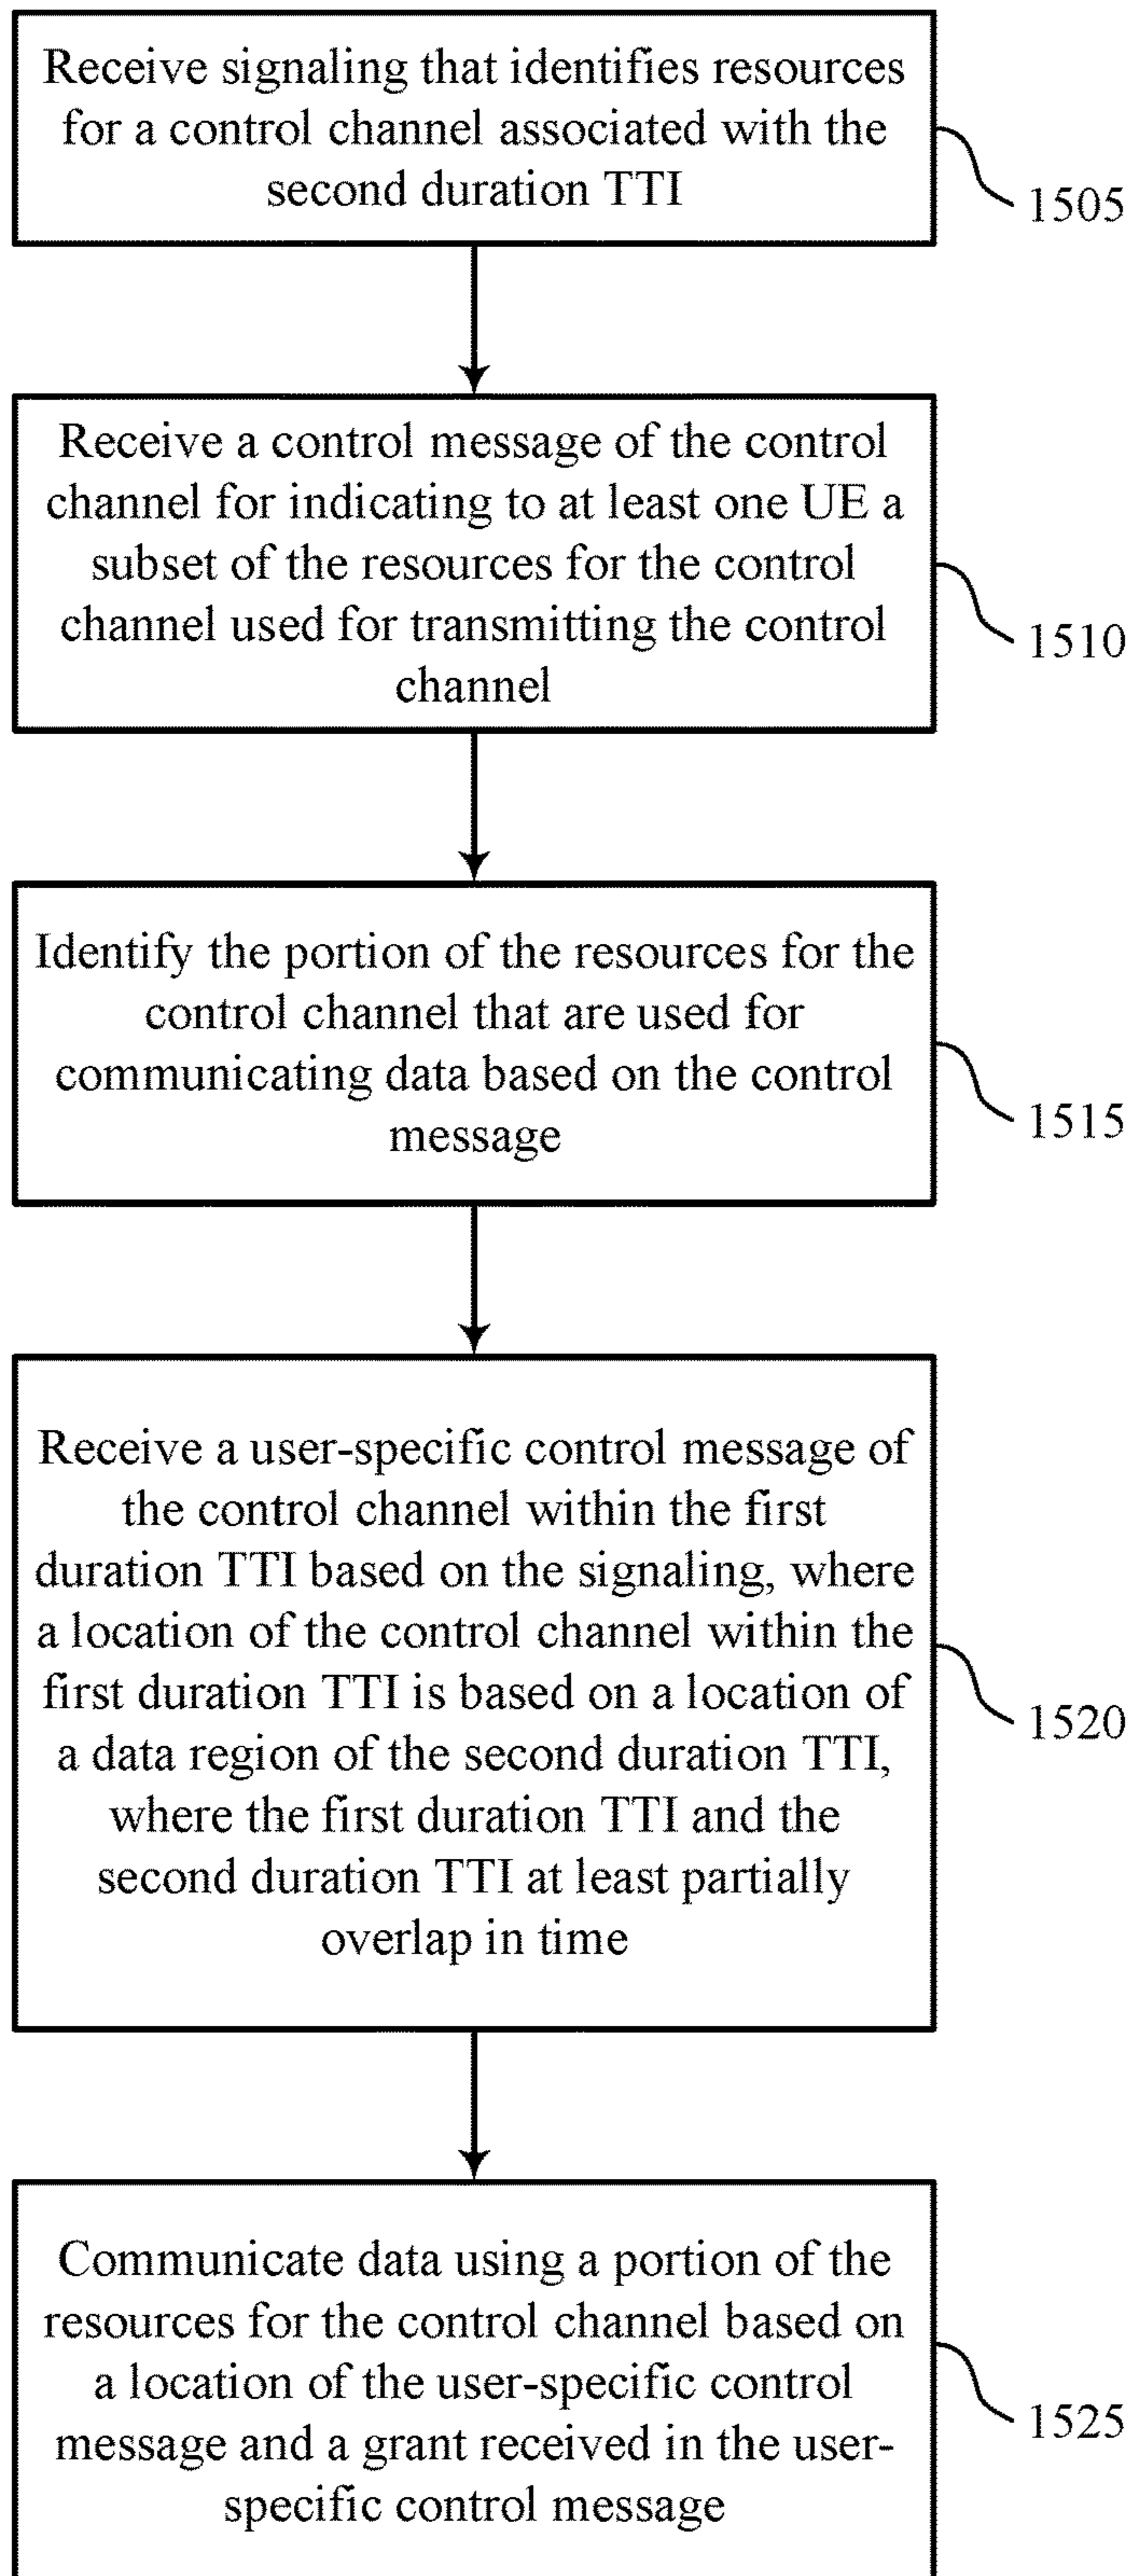 Receive signaling that identifies resources
for a control channel associated with the
second duration TTI
1505
Receive a control message of the control
channel for indicating to at least one UE a
subset of the resources for the control
channel used for transmitting the control
channel
1510
Identify the portion of the resources for the
control channel that are used for
communicating data based on the control
message
1515
Receive a user-specific control message of
the control channel within the first
duration TTI based on the signaling, where
a location of the control channel within the
first duration TTI is based on a location of
a data region of the second duration TTI,
where the first duration TTI and the
second duration TTI at least partially
overlap in time
1520
Communicate data using a portion of the
resources for the control channel based on
a location of the user-specific control
message and a grant received in the user-
specific control message
1525